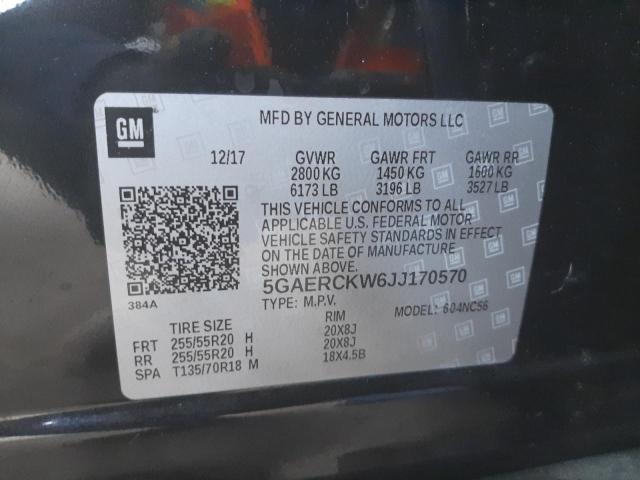 GM
MFD BY GENERAL MOTORS LLC
12/17 GVWR GAWR FRT GAWR RR
2800 KG 1450 KG 1600 KG
6173 LB 3196 LB 3527 LB
THIS VEHICLE CONFORMS TO ALL
APPLICABLE U.S. FEDERAL MOTOR
VEHICLE SAFETY STANDARDS IN EFFECT
ON THE DATE OF MANUFACTURE
SHOWN ABOVE.
384A
5GAERCKW6JJ170570
TYPE: M.P.V. MODEL: 604NC56
TIRE SIZE RIM
FRT 255/55R20 H 20X8J
RR 255/55R20 H 20X8J
SPA T135/70R18 M 18X4.5B